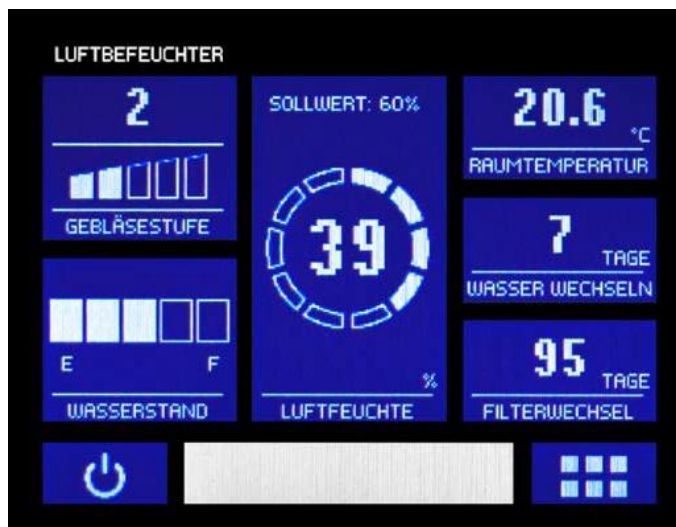 LUFTBEFEUCHTER
2
GEBLÄSESTUFE
E F
WASSERSTAND
SOLLWERT: 60%
39
%
LUFTFEUCHTE
20.6
°C
RAUMTEMPERATUR
7
TAGE
WASSER WECHSELN
95
TAGE
FILTERWECHSEL